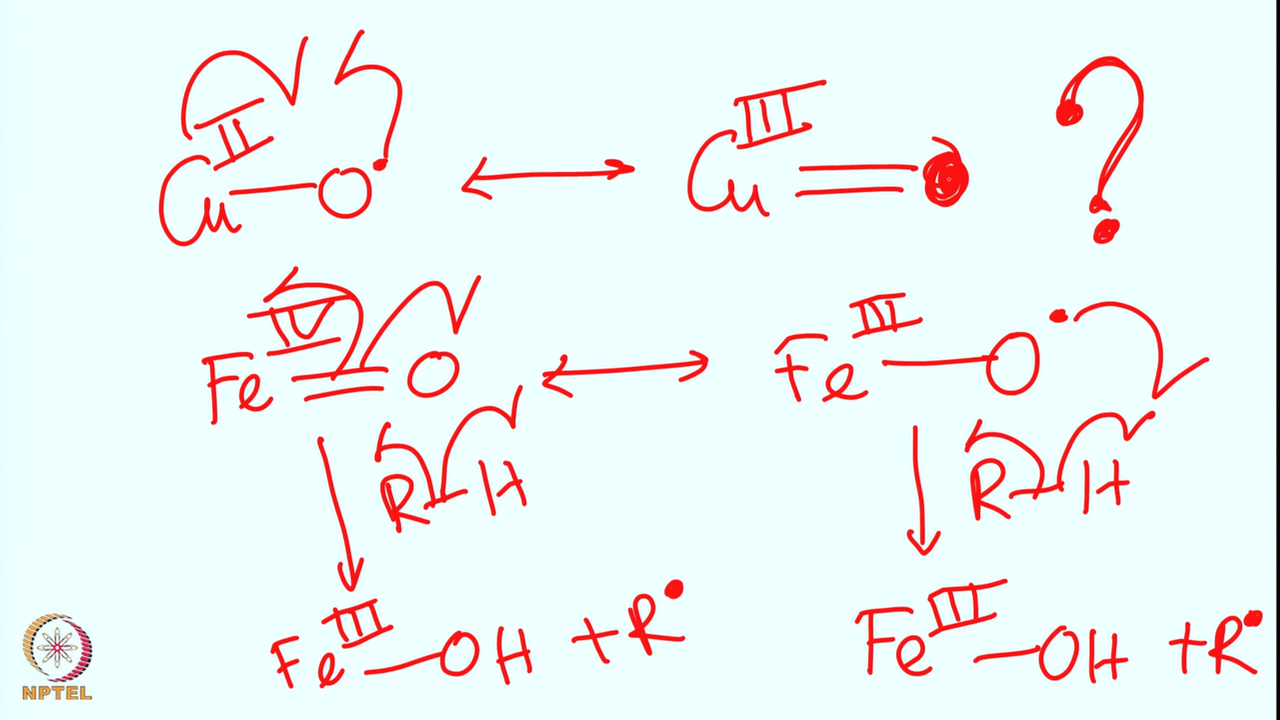 Cu^II—O• ⟷ Cu^III=O ?
Fe^IV=O ⟷ Fe^III—O•
R—H R—H
Fe^III—OH + R• Fe^III—OH + R•
NPTEL